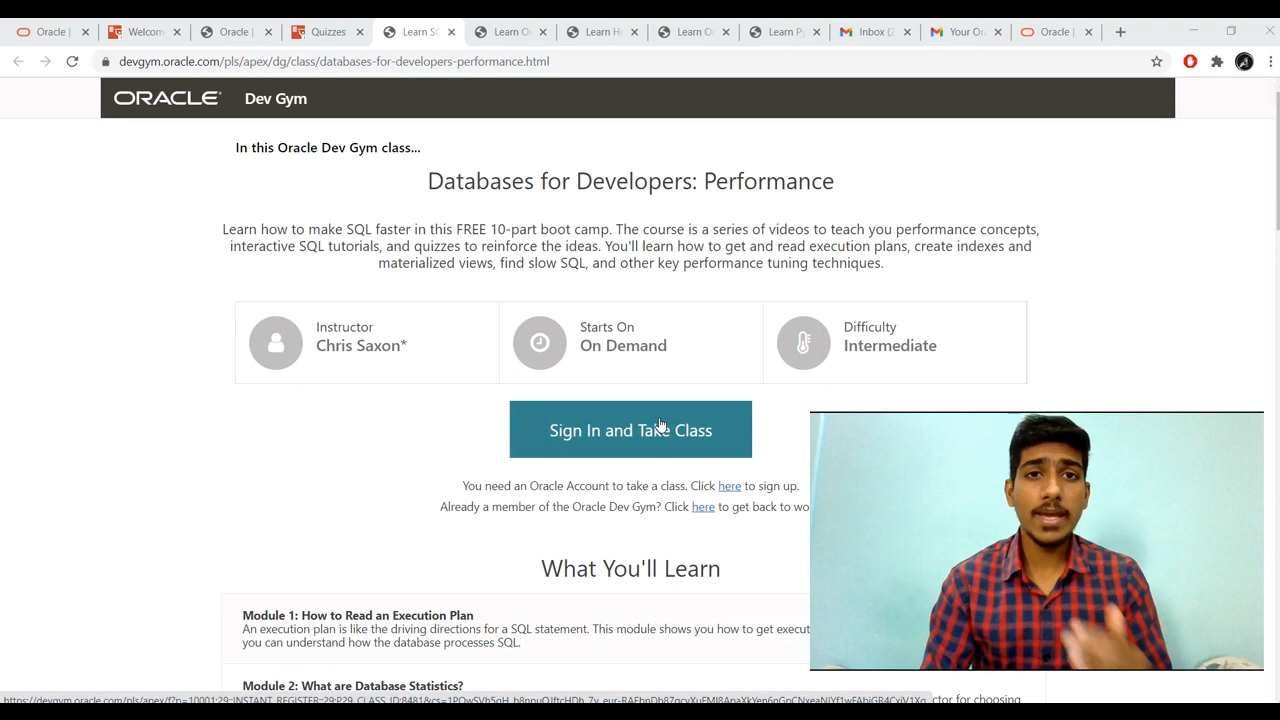 Oracle |
Welcom
Oracle |
Quizzes
Learn S
Learn O
Learn H
Learn O
Learn P
Inbox (2
Your O
Oracle |
devgym.oracle.com/pls/apex/dg/class/databases-for-developers-performance.html
ORACLE Dev Gym
In this Oracle Dev Gym class...
Databases for Developers: Performance
Learn how to make SQL faster in this FREE 10-part boot camp. The course is a series of videos to teach you performance concepts,
interactive SQL tutorials, and quizzes to reinforce the ideas. You'll learn how to get and read execution plans, create indexes and
materialized views, find slow SQL, and other key performance tuning techniques.
Instructor
Chris Saxon*
Starts On
On Demand
Difficulty
Intermediate
Sign In and Take Class
You need an Oracle Account to take a class. Click here to sign up.
Already a member of the Oracle Dev Gym? Click here to get back to wo
What You'll Learn
Module 1: How to Read an Execution Plan
An execution plan is like the driving directions for a SQL statement. This module shows you how to get execut
you can understand how the database processes SQL.
Module 2: What are Database Statistics?
ctor for choosing